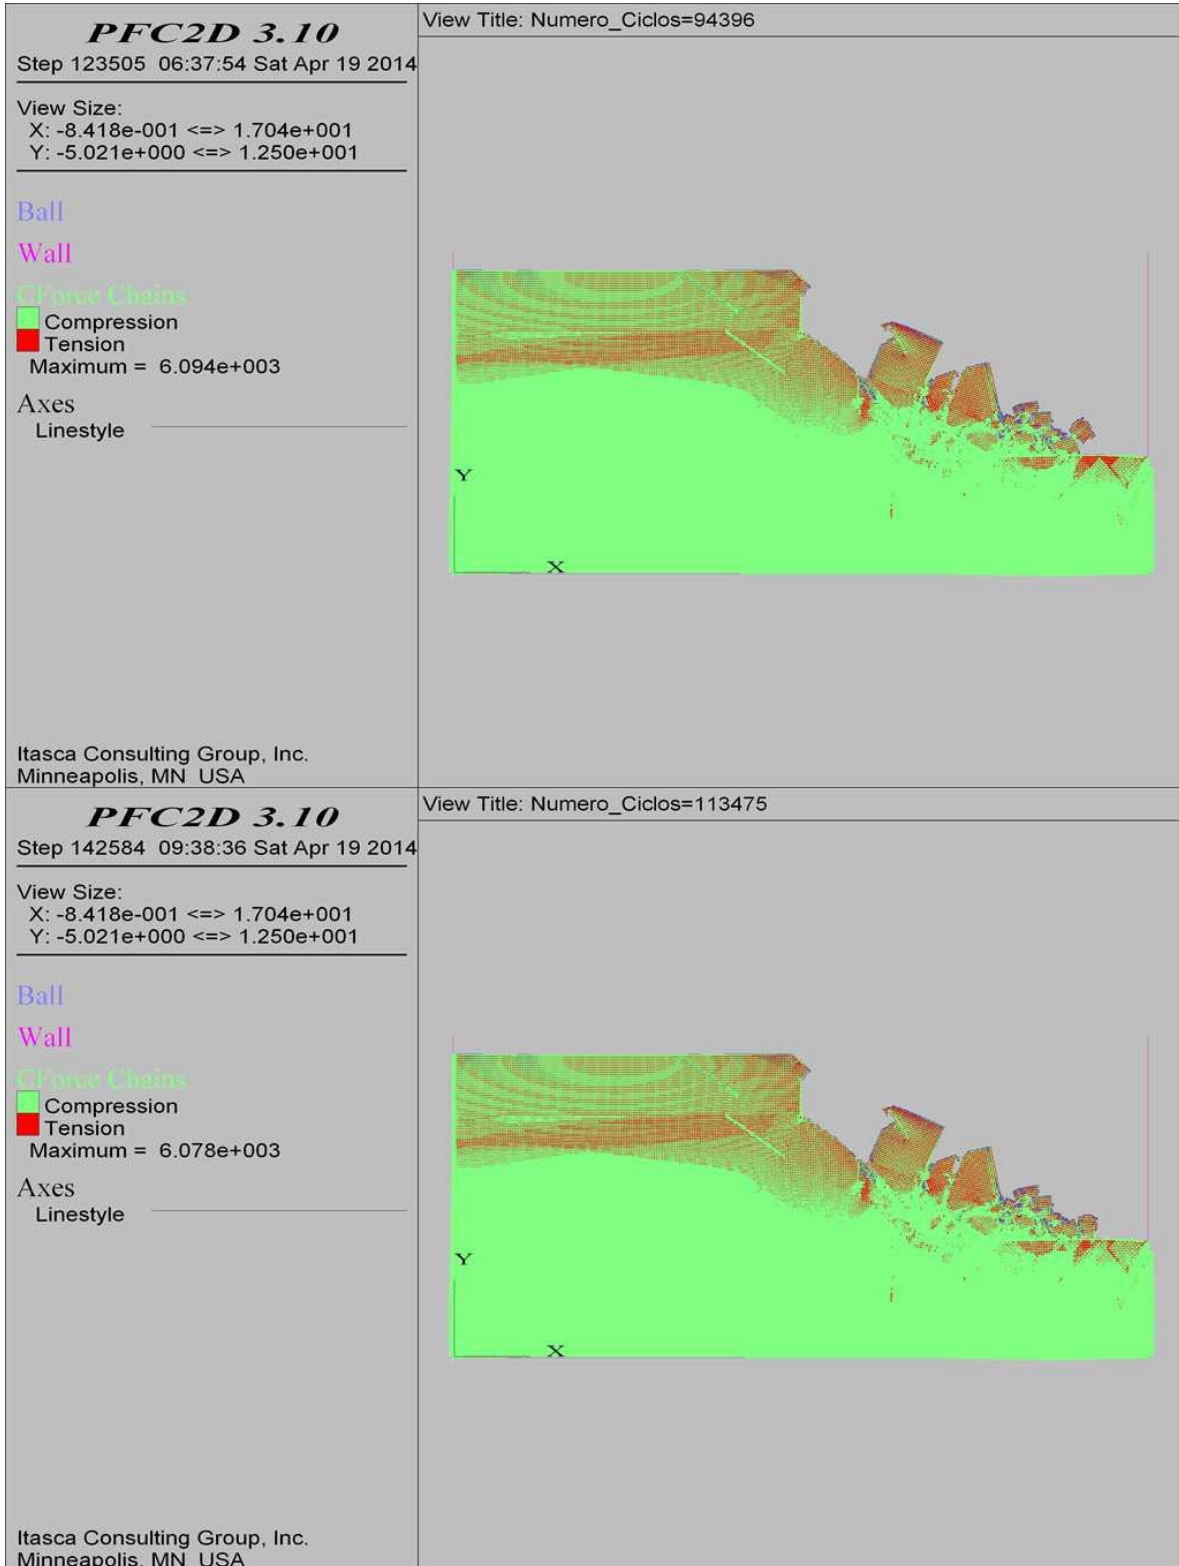 PFC2D 3.10
Step 123505 06:37:54 Sat Apr 19 2014
View Size:
X: -8.418e-001 <=> 1.704e+001
Y: -5.021e+000 <=> 1.250e+001
Ball
Wall
CForce Chains
Compression
Tension
Maximum = 6.094e+003
Axes
Linestyle
Itasca Consulting Group, Inc.
Minneapolis, MN USA
View Title: Numero_Ciclos=94396
Y
X
PFC2D 3.10
Step 142584 09:38:36 Sat Apr 19 2014
View Size:
X: -8.418e-001 <=> 1.704e+001
Y: -5.021e+000 <=> 1.250e+001
Ball
Wall
CForce Chains
Compression
Tension
Maximum = 6.078e+003
Axes
Linestyle
Itasca Consulting Group, Inc.
Minneapolis, MN USA
View Title: Numero_Ciclos=113475
Y
X